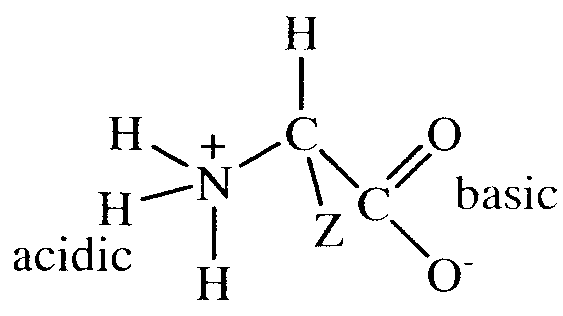 H
H + C O
N basic
H Z C
acidic
H O-